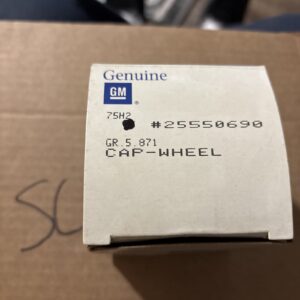 Genuine
GM
®
75H2
#25550690
GR.5.871
CAP-WHEEL